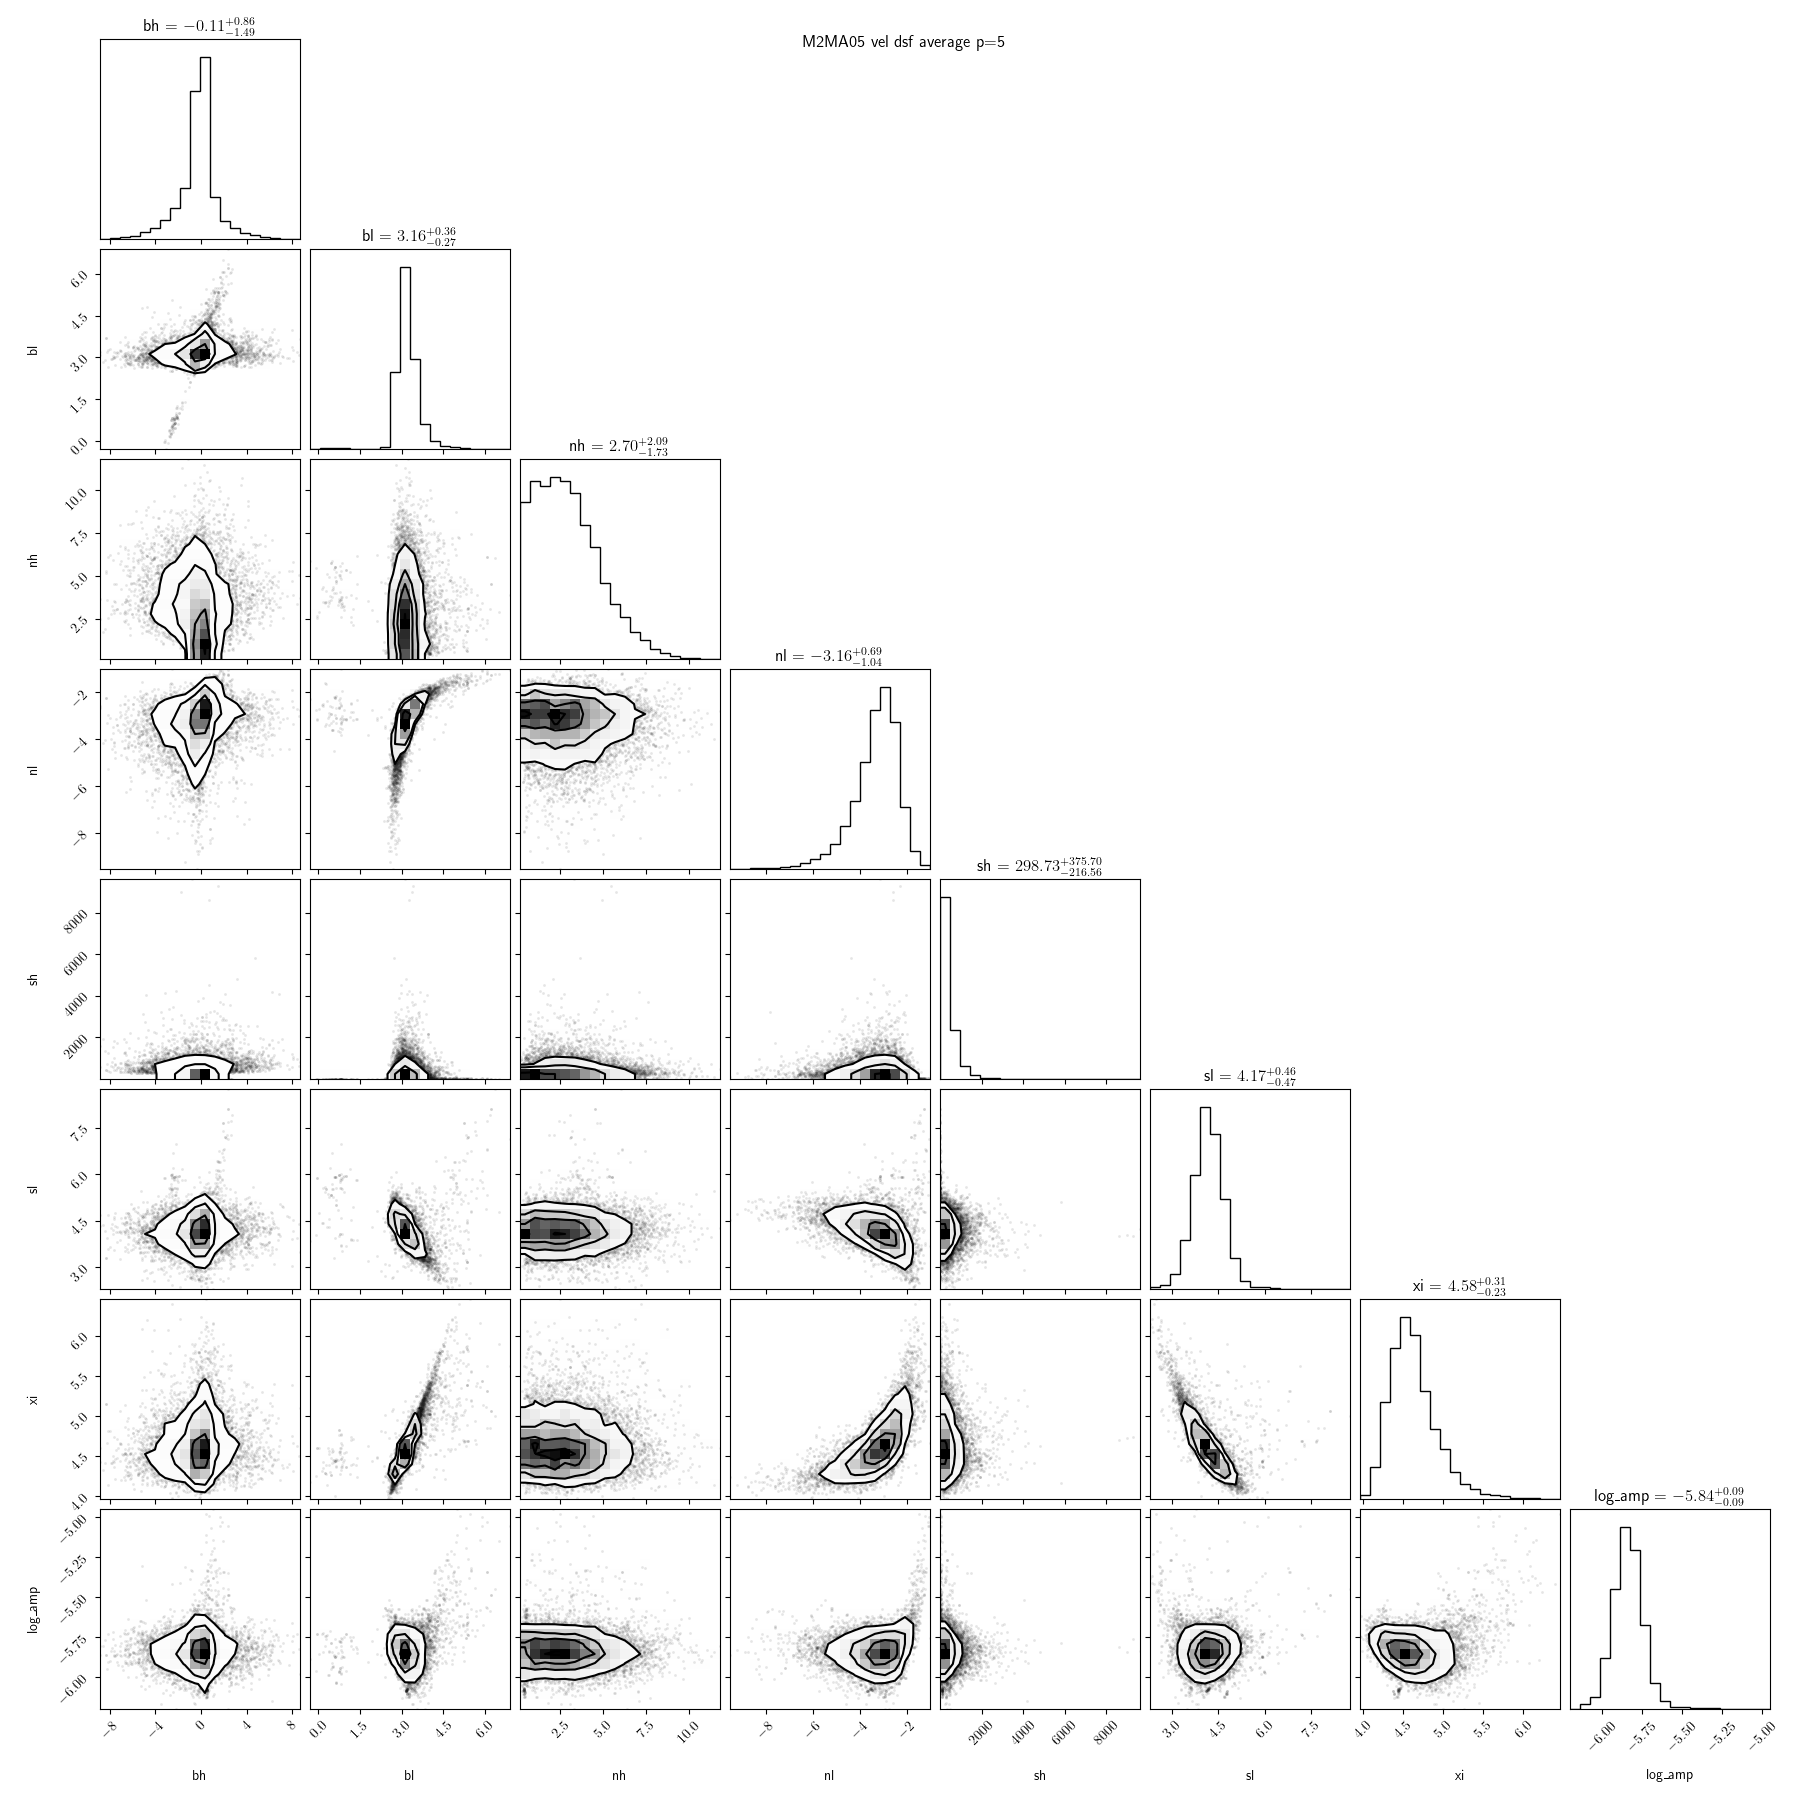 M2MA05 vel dsf average p=5
bh = −0.11+0.86−1.49
bl = 3.16+0.36−0.27
nh = 2.70+2.09−1.73
nl = −3.16+0.69−1.04
sh = 298.73+375.70−216.56
sl = 4.17+0.46−0.47
xi = 4.58+0.31−0.23
log_amp = −5.84+0.09−0.09
6.0
4.5
3.0
1.5
0.0
bl
10.0
7.5
5.0
2.5
nh
−2
−4
−6
−8
nl
8000
6000
4000
2000
sh
7.5
6.0
4.5
3.0
sl
6.0
5.5
5.0
4.5
4.0
xi
−5.00
−5.25
−5.50
−5.75
−6.00
log_amp
−8 −4 0 4 8 0.0 1.5 3.0 4.5 6.0 2.5 5.0 7.5 10.0 −8 −6 −4 −2 2000 4000 6000 8000 3.0 4.5 6.0 7.5 4.0 4.5 5.0 5.5 6.0 −6.00 −5.75 −5.50 −5.25 −5.00
bh bl nh nl sh sl xi log_amp